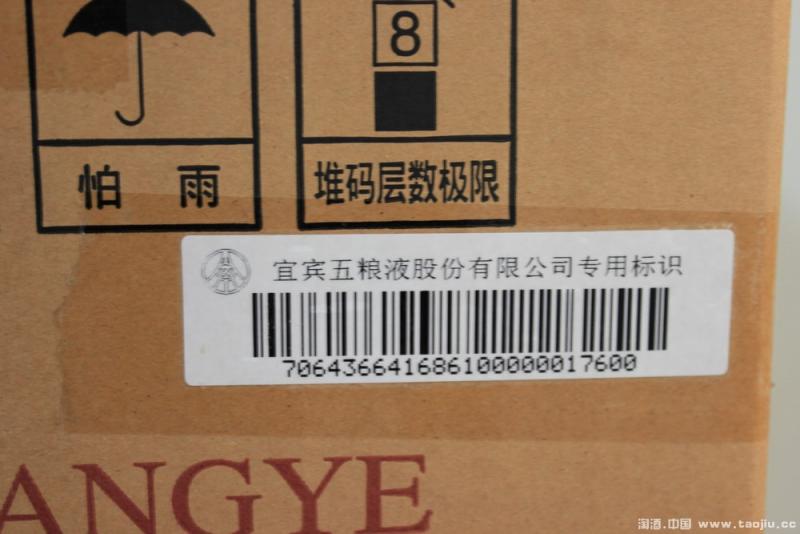 8
怕 雨
堆码层数极限
宜宾五粮液股份有限公司专用标识
706436641686100000017600
ANGYE
淘酒.中国 www.taojiu.cc